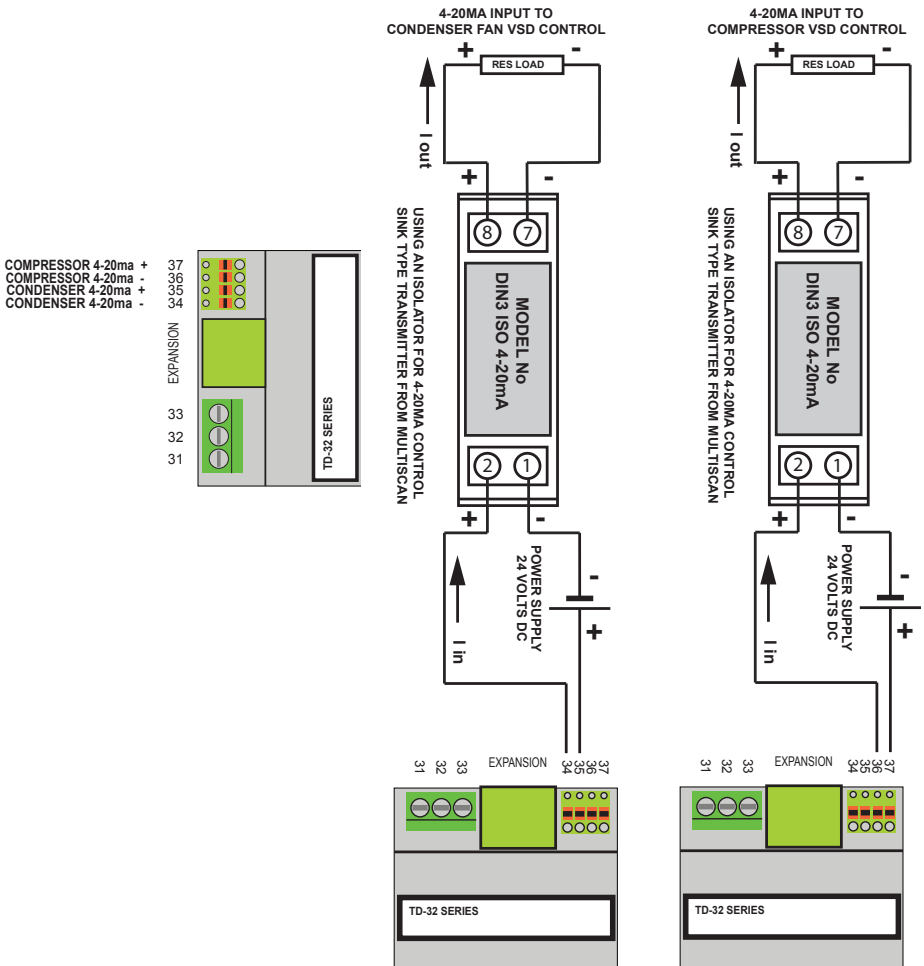 4-20MA INPUT TO
CONDENSER FAN VSD CONTROL
+ -
RES LOAD
I out
+ -
8 7
USING AN ISOLATOR FOR 4-20MA CONTROL
SINK TYPE TRANSMITTER FROM MULTISCAN
MODEL No
DIN3 ISO 4-20mA
2 1
+ -
POWER SUPPLY
24 VOLTS DC
-
+
I in
31 32 33 EXPANSION 34 35 36 37
TD-32 SERIES
4-20MA INPUT TO
COMPRESSOR VSD CONTROL
+ -
RES LOAD
I out
+ -
8 7
USING AN ISOLATOR FOR 4-20MA CONTROL
SINK TYPE TRANSMITTER FROM MULTISCAN
MODEL No
DIN3 ISO 4-20mA
2 1
+ -
POWER SUPPLY
24 VOLTS DC
-
+
I in
31 32 33 EXPANSION 34 35 36 37
TD-32 SERIES
COMPRESSOR 4-20ma + 37
COMPRESSOR 4-20ma - 36
CONDENSER 4-20ma + 35
CONDENSER 4-20ma - 34
EXPANSION
33
32
31
TD-32 SERIES